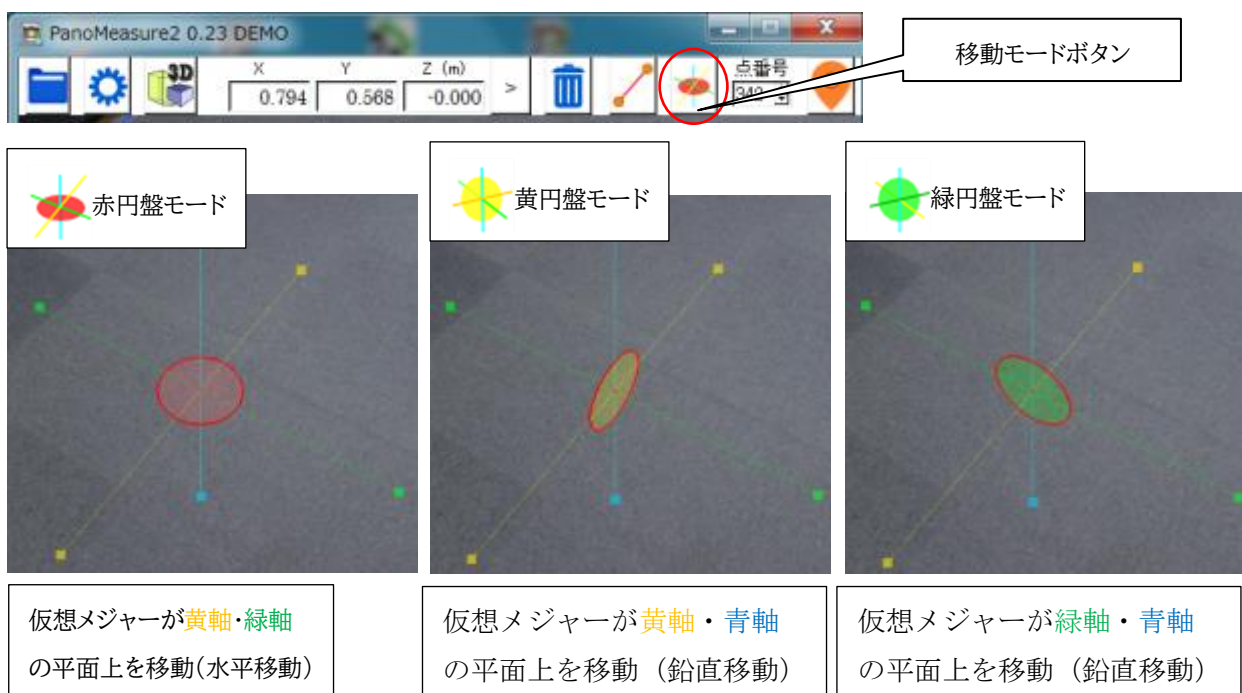 PanoMeasure2 0.23 DEMO
移動モードボタン
3D
X Y Z (m) 点番号
0.794 0.568 -0.000 >
赤円盤モード
黄円盤モード
緑円盤モード
仮想メジャーが黄軸・緑軸
の平面上を移動(水平移動)
仮想メジャーが黄軸・青軸
の平面上を移動（鉛直移動）
仮想メジャーが緑軸・青軸
の平面上を移動（鉛直移動）